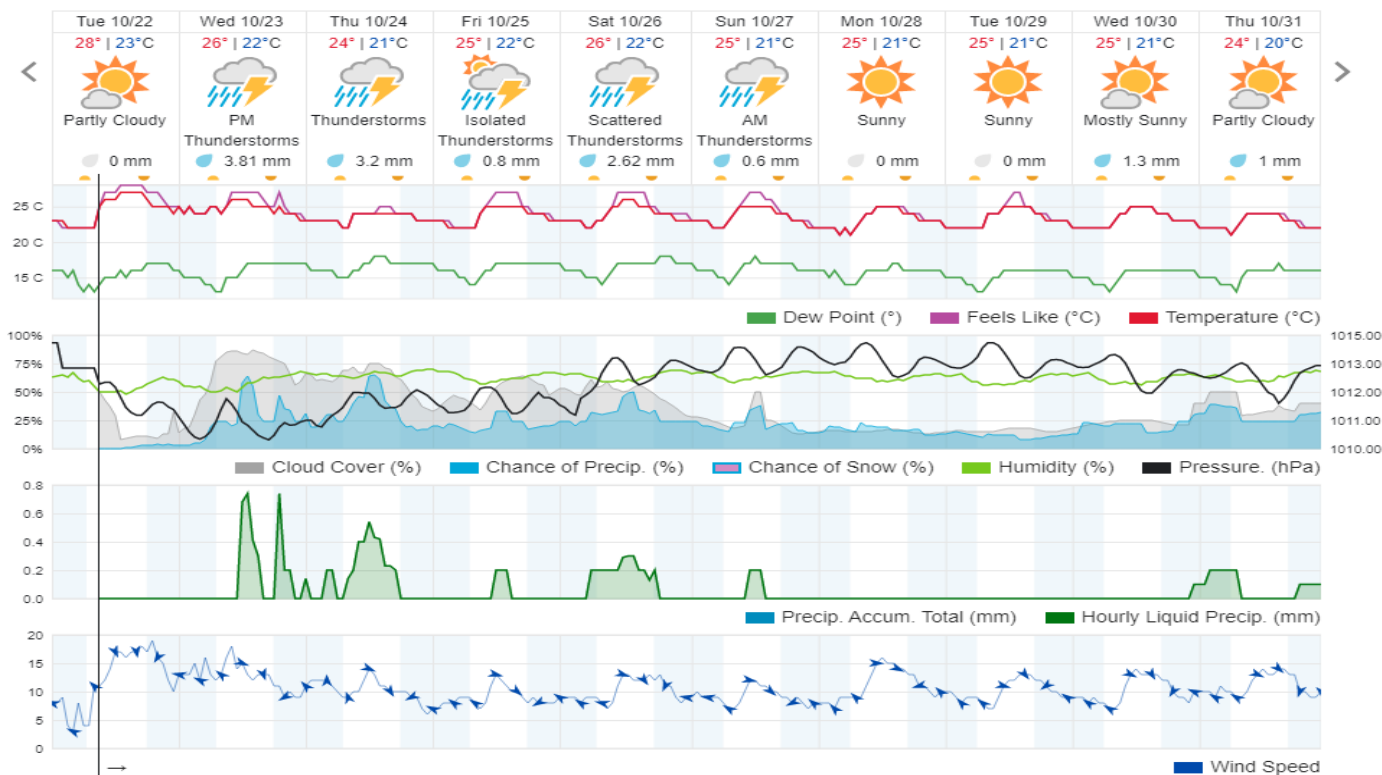 Tue 10/22 Wed 10/23 Thu 10/24 Fri 10/25 Sat 10/26 Sun 10/27 Mon 10/28 Tue 10/29 Wed 10/30 Thu 10/31
28° | 23°C 26° | 22°C 24° | 21°C 25° | 22°C 26° | 22°C 25° | 21°C 25° | 21°C 25° | 21°C 25° | 21°C 24° | 20°C
Partly Cloudy PM Thunderstorms Isolated Scattered AM Sunny Sunny Mostly Sunny Partly Cloudy
Thunderstorms Thunderstorms Thunderstorms Thunderstorms
0 mm 3.81 mm 3.2 mm 0.8 mm 2.62 mm 0.6 mm 0 mm 0 mm 1.3 mm 1 mm
25 C
20 C
15 C
Dew Point (°) Feels Like (°C) Temperature (°C)
100% 1015.00
75% 1013.00
50% 1012.00
25% 1011.00
0% 1010.00
Cloud Cover (%) Chance of Precip. (%) Chance of Snow (%) Humidity (%) Pressure. (hPa)
0.8
0.6
0.4
0.2
0.0
Precip. Accum. Total (mm) Hourly Liquid Precip. (mm)
20
15
10
5
0
→
Wind Speed